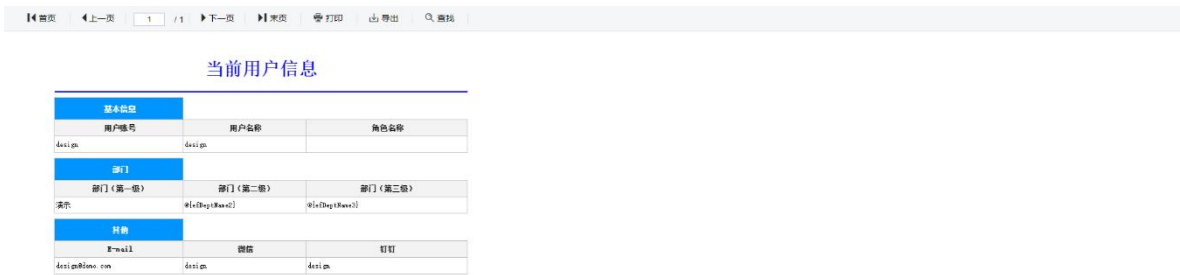 首页 上一页 1 /1 下一页 末页 打印 导出 查找
当前用户信息
基本信息
用户账号 用户名称 角色名称
design design
部门
部门（第一级） 部门（第二级） 部门（第三级）
演示 @{efDeptName2} @{efDeptName3}
其他
E-mail 微信 钉钉
design@demo.com design design